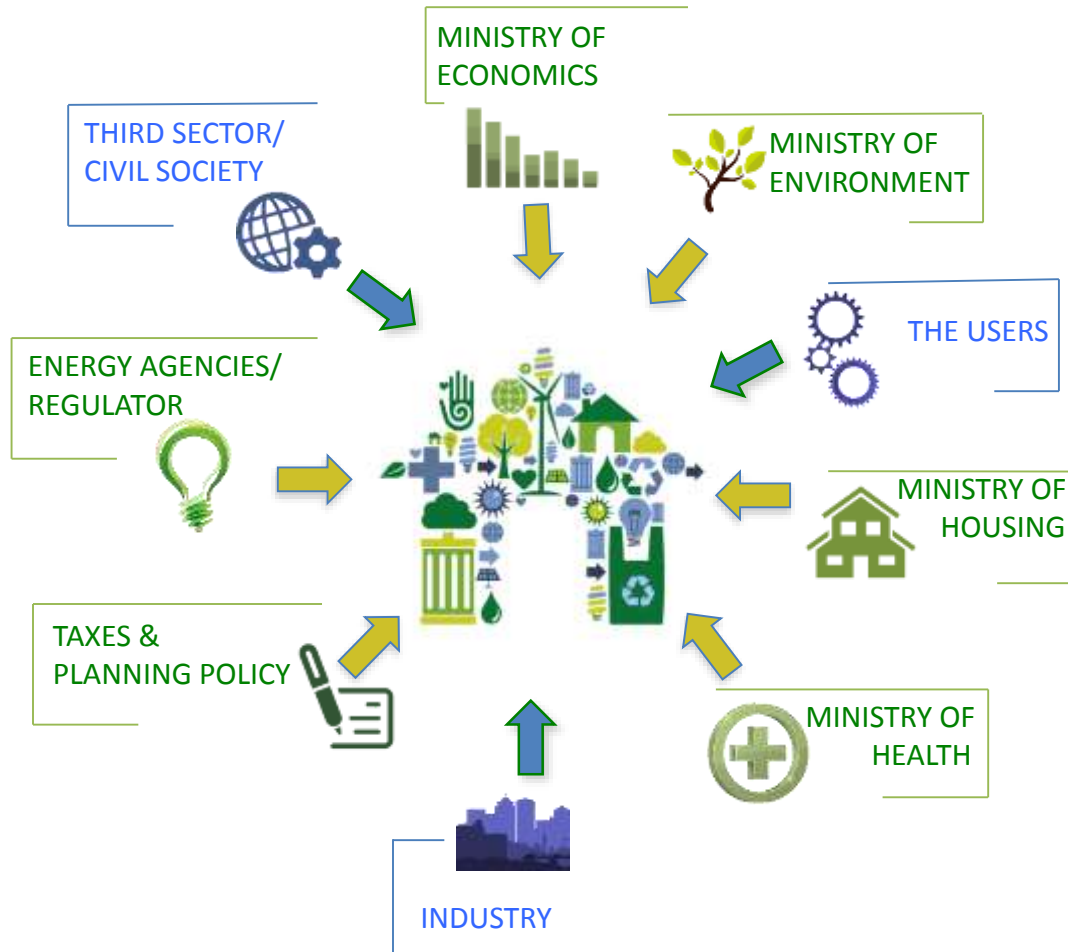 MINISTRY OF
ECONOMICS
THIRD SECTOR/
CIVIL SOCIETY
MINISTRY OF
ENVIRONMENT
THE USERS
ENERGY AGENCIES/
REGULATOR
MINISTRY OF
HOUSING
TAXES &
PLANNING POLICY
MINISTRY OF
HEALTH
INDUSTRY